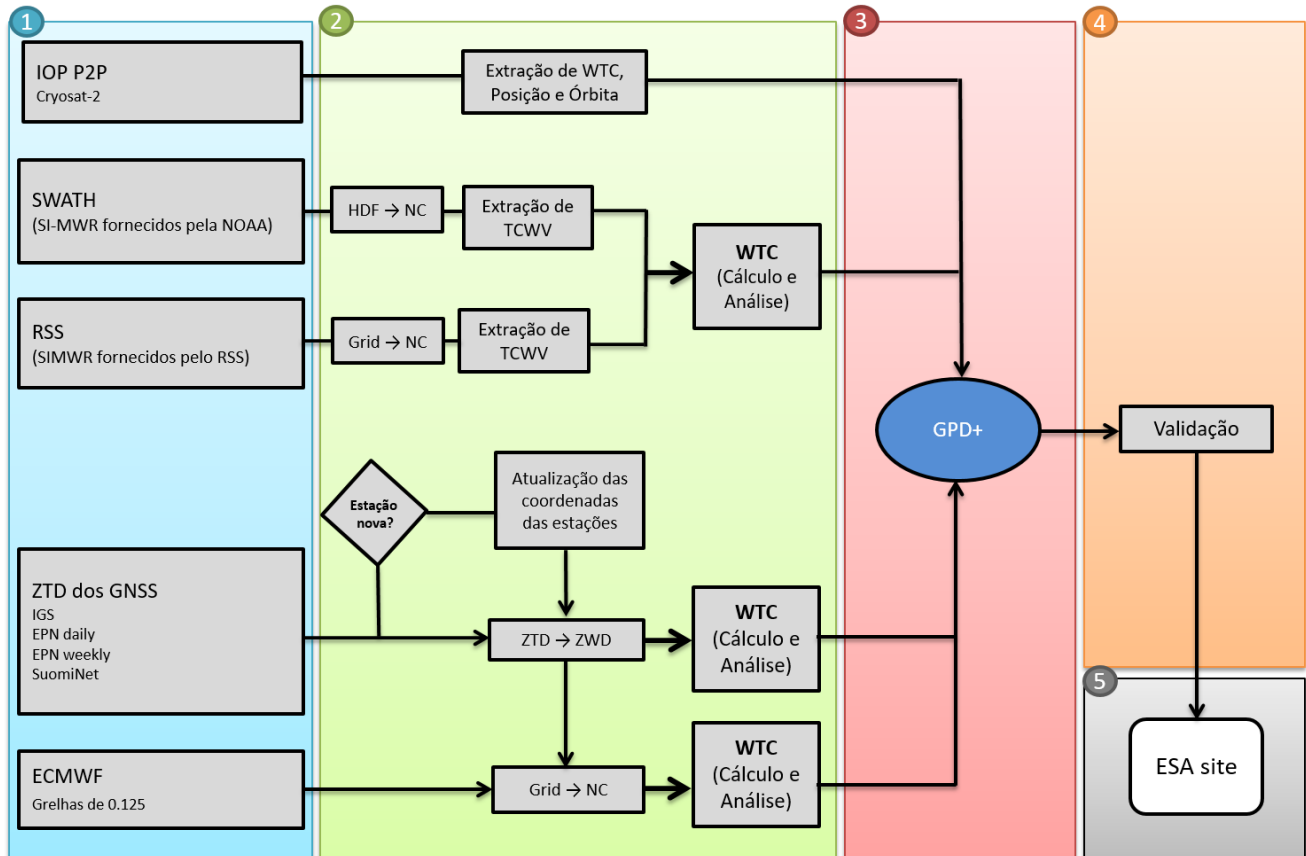 1
2
3
4
IOP P2P
Cryosat-2
Extração de WTC,
Posição e Órbita
SWATH
(SI-MWR fornecidos pela NOAA)
HDF → NC
Extração de
TCWV
WTC
(Cálculo e
Análise)
RSS
(SIMWR fornecidos pelo RSS)
Grid → NC
Extração de
TCWV
GPD+
Validação
Estação
nova?
Atualização das
coordenadas
das estações
ZTD dos GNSS
IGS
EPN daily
EPN weekly
SuomiNet
ZTD → ZWD
WTC
(Cálculo e
Análise)
5
ECMWF
Grelhas de 0.125
Grid → NC
WTC
(Cálculo e
Análise)
ESA site